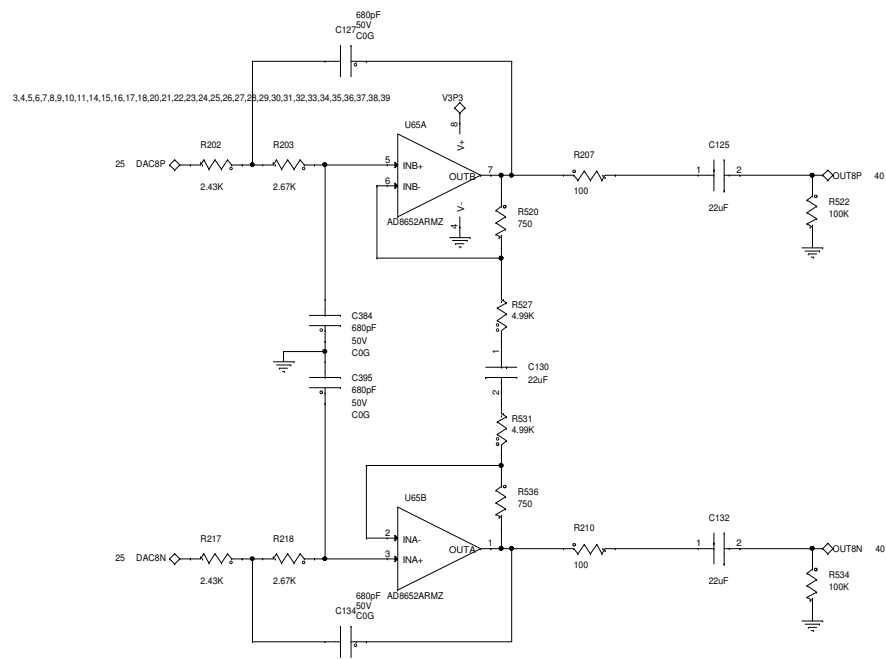 680pF
50V
C127
C0G
3,4,5,6,7,8,9,10,11,14,15,16,17,18,20,21,22,23,24,25,26,27,28,29,30,31,32,33,34,35,36,37,38,39
V3P3
8
V+
U65A
R202
R203
25 DAC8P
2.43K
2.67K
5 INB+
6 INB-
OUTB 7
V-
4
AD8652ARMZ
R207
100
C125
1 2
22uF
OUT8P 40
R520
750
R522
100K
R527
4.99K
C384
680pF
50V
C0G
1
C130
22uF
2
C395
680pF
50V
C0G
R531
4.99K
U65B
R536
750
R217
R218
25 DAC8N
2.43K
2.67K
2 INA-
3 INA+
OUTA 1
AD8652ARMZ
R210
100
C132
1 2
22uF
OUT8N 40
R534
100K
680pF
50V
C134
C0G